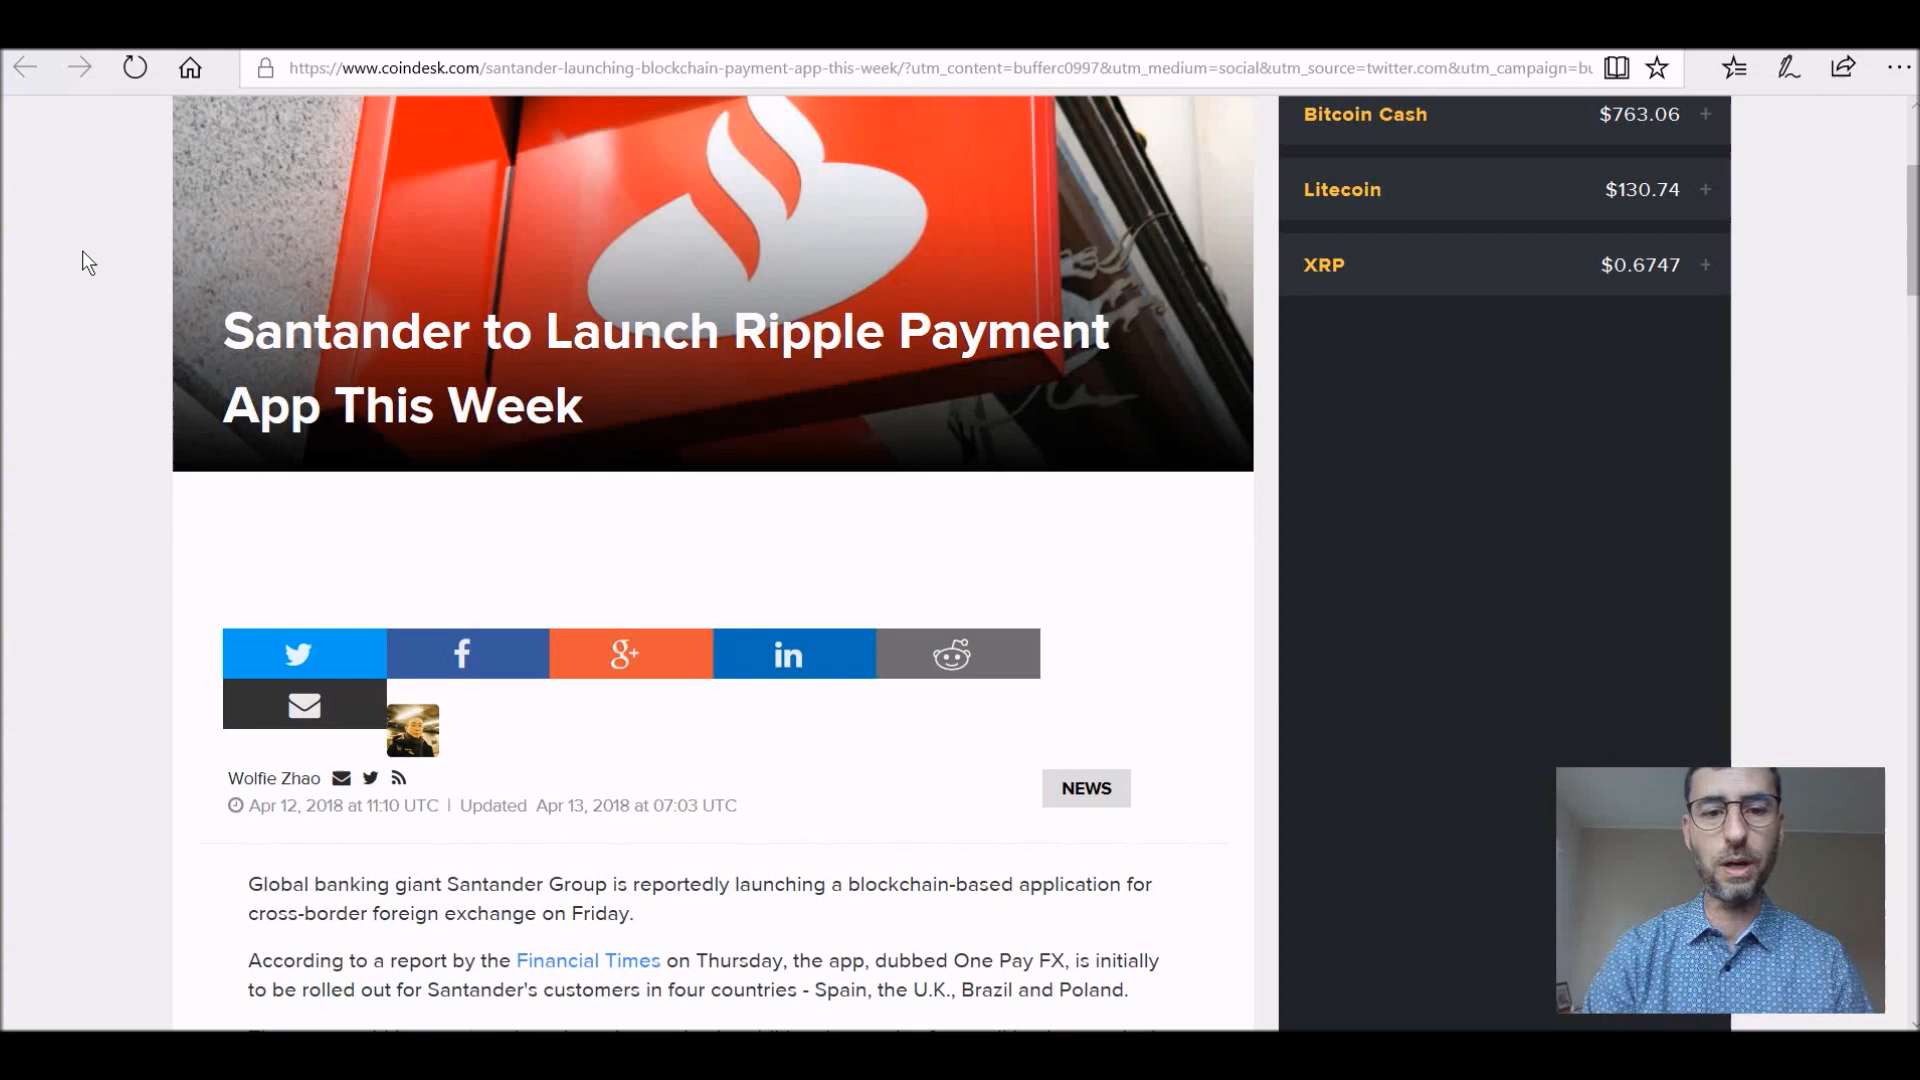 https://www.coindesk.com/santander-launching-blockchain-payment-app-this-week/?utm_content=bufferc0997&utm_medium=social&utm_source=twitter.com&utm_campaign=bu
Bitcoin Cash $763.06 +
Litecoin $130.74 +
XRP $0.6747 +
Santander to Launch Ripple Payment
App This Week
Wolfie Zhao
NEWS
Apr 12, 2018 at 11:10 UTC | Updated Apr 13, 2018 at 07:03 UTC
Global banking giant Santander Group is reportedly launching a blockchain-based application for
cross-border foreign exchange on Friday.
According to a report by the Financial Times on Thursday, the app, dubbed One Pay FX, is initially
to be rolled out for Santander's customers in four countries - Spain, the U.K., Brazil and Poland.